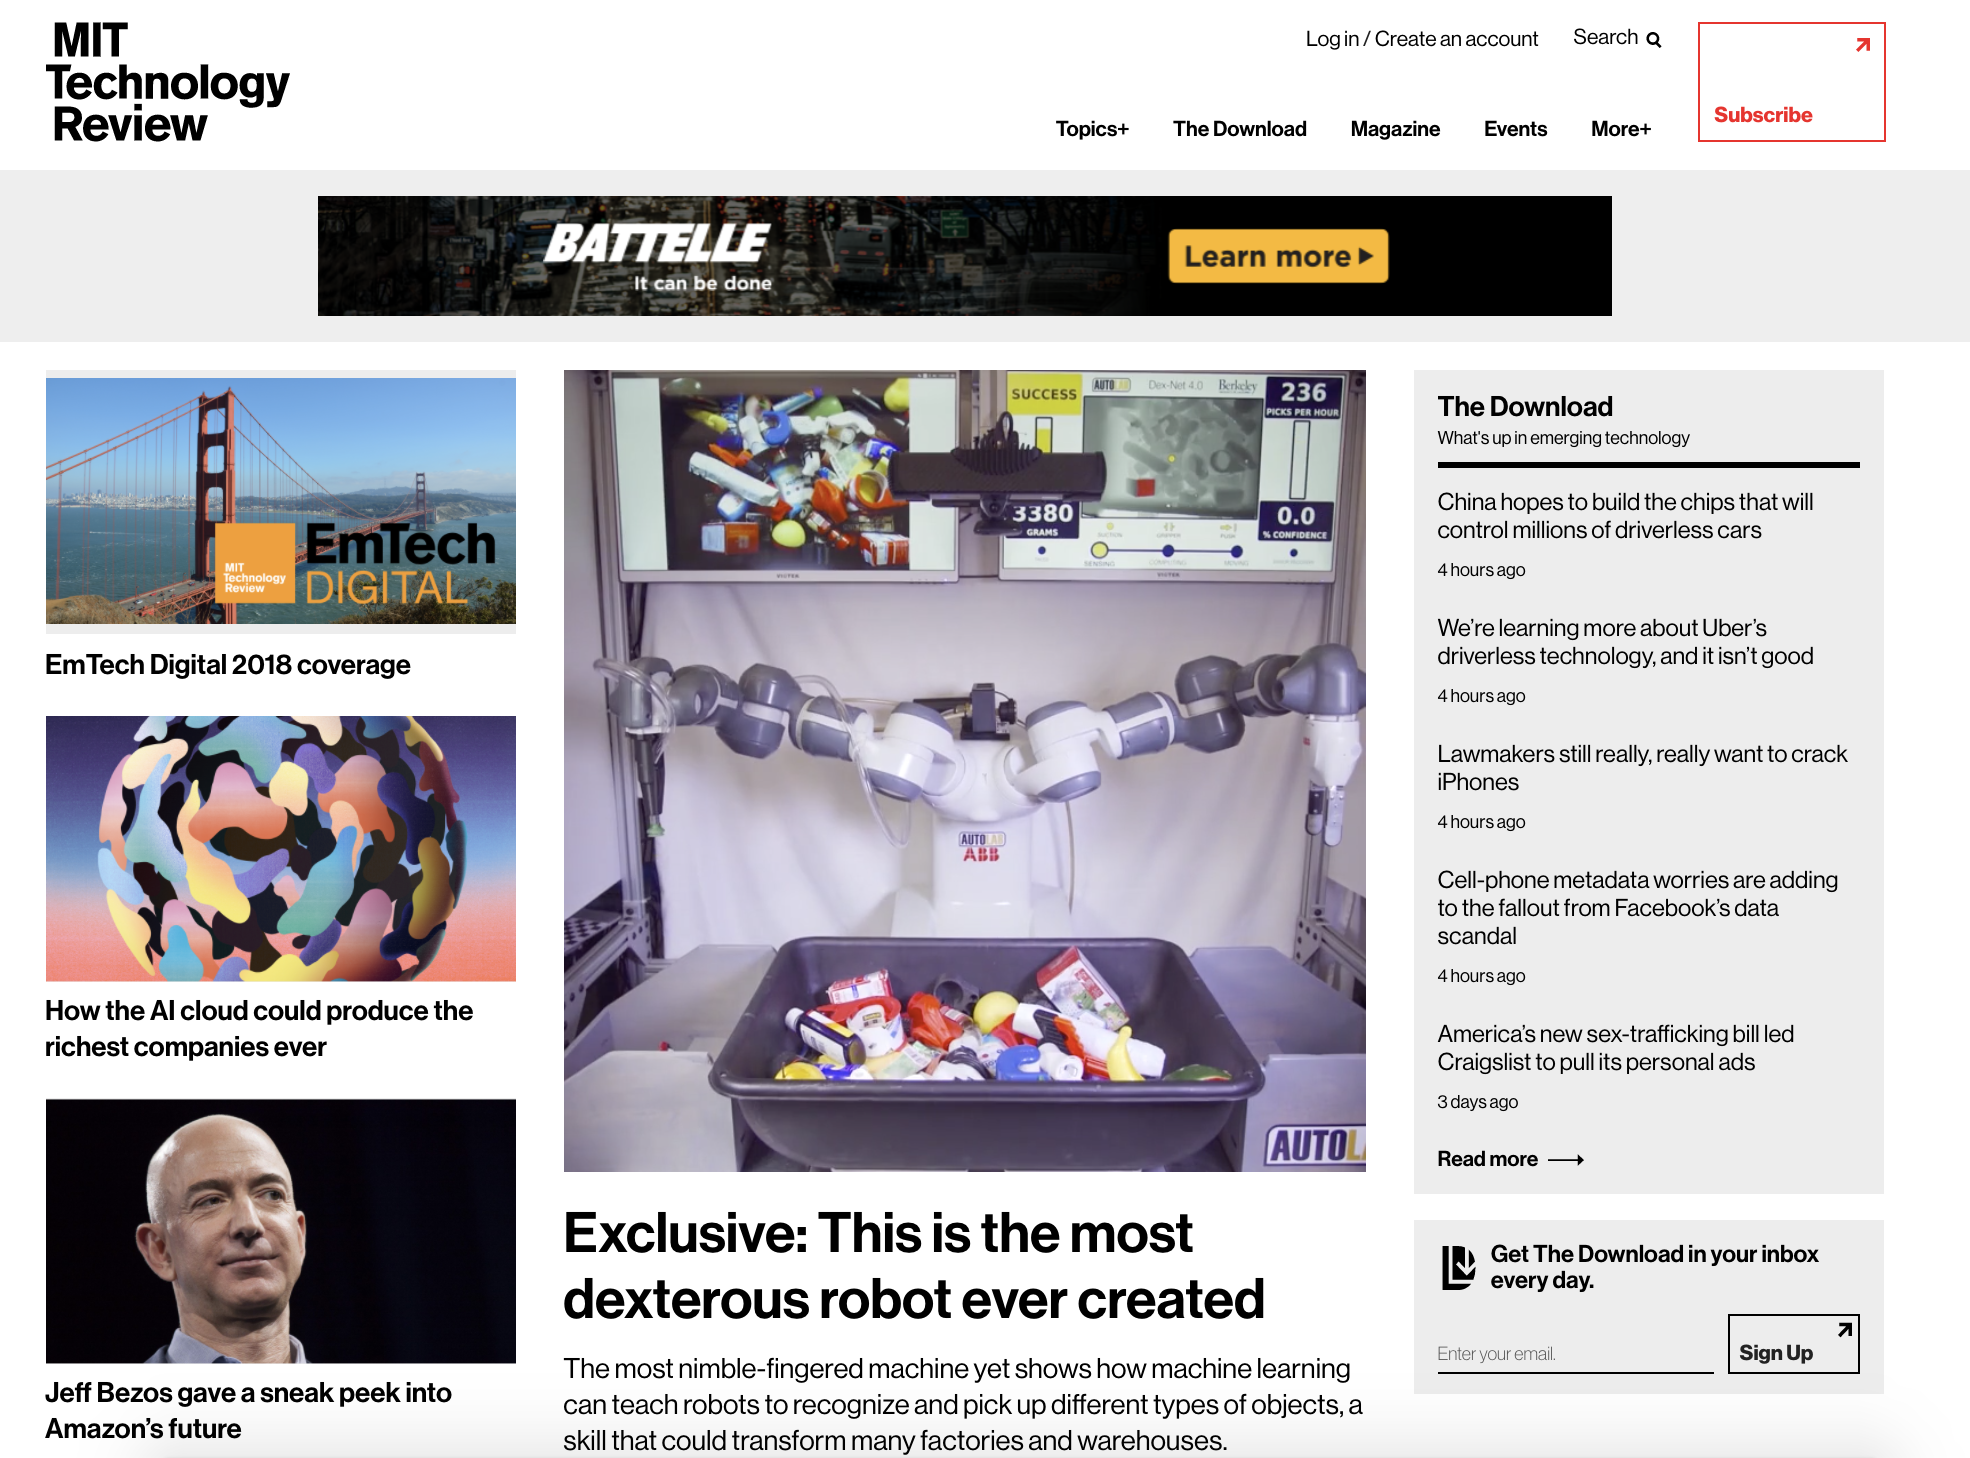 MIT
Technology
Review
Log in / Create an account
Search
Subscribe
Topics+
The Download
Magazine
Events
More+
BATTELLE
It can be done
Learn more
MIT
Technology
Review
EmTech
DIGITAL
EmTech Digital 2018 coverage
How the AI cloud could produce the
richest companies ever
Jeff Bezos gave a sneak peek into
Amazon's future
SUCCESS
AUTOLAB
Dex-Net 4.0
Berkeley
236
PICKS PER HOUR
3380
GRAMS
0.0
% CONFIDENCE
SUCTION
GRIPPER
PUSH
SENSING
COMPUTING
MOVING
AUTOLAB
ABB
AUTOL
Exclusive: This is the most
dexterous robot ever created
The most nimble-fingered machine yet shows how machine learning
can teach robots to recognize and pick up different types of objects, a
skill that could transform many factories and warehouses.
The Download
What's up in emerging technology
China hopes to build the chips that will
control millions of driverless cars
4 hours ago
We're learning more about Uber's
driverless technology, and it isn't good
4 hours ago
Lawmakers still really, really want to crack
iPhones
4 hours ago
Cell-phone metadata worries are adding
to the fallout from Facebook's data
scandal
4 hours ago
America's new sex-trafficking bill led
Craigslist to pull its personal ads
3 days ago
Read more
Get The Download in your inbox
every day.
Enter your email.
Sign Up